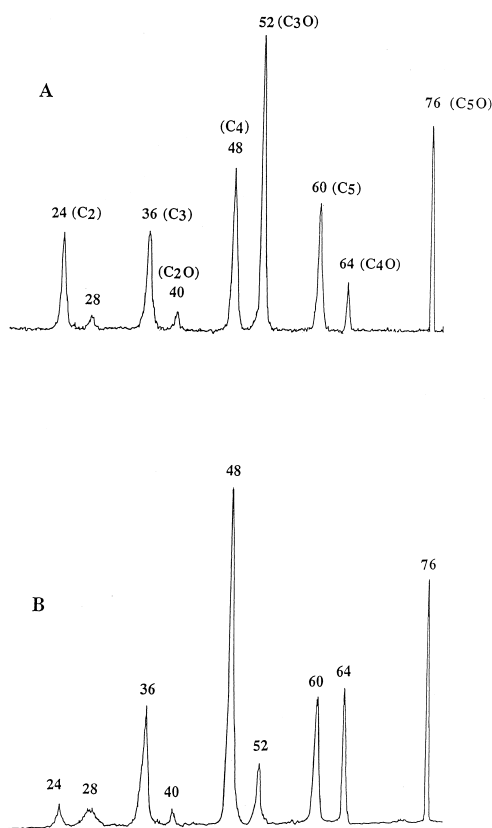 52 (C3O)
A
76 (C5O)
(C4)
48
60 (C5)
24 (C2)
36 (C3)
(C2O)
40
64 (C4O)
28
48
76
B
36
60
64
52
24
28
40